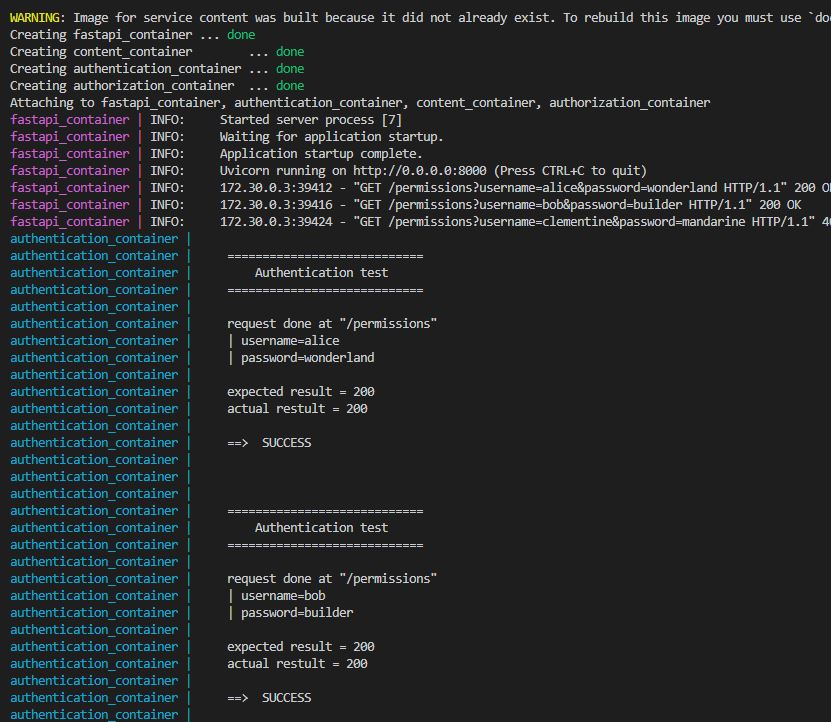 WARNING: Image for service content was built because it did not already exist. To rebuild this image you must use `do
Creating fastapi_container ... done
Creating content_container        ... done
Creating authentication_container ... done
Creating authorization_container  ... done
Attaching to fastapi_container, authentication_container, content_container, authorization_container
fastapi_container | INFO:     Started server process [7]
fastapi_container | INFO:     Waiting for application startup.
fastapi_container | INFO:     Application startup complete.
fastapi_container | INFO:     Uvicorn running on http://0.0.0.0:8000 (Press CTRL+C to quit)
fastapi_container | INFO:     172.30.0.3:39412 - "GET /permissions?username=alice&password=wonderland HTTP/1.1" 200 O
fastapi_container | INFO:     172.30.0.3:39416 - "GET /permissions?username=bob&password=builder HTTP/1.1" 200 OK
fastapi_container | INFO:     172.30.0.3:39424 - "GET /permissions?username=clementine&password=mandarine HTTP/1.1" 4
authentication_container |
authentication_container |     ============================
authentication_container |         Authentication test
authentication_container |     ============================
authentication_container |
authentication_container |     request done at "/permissions"
authentication_container |     | username=alice
authentication_container |     | password=wonderland
authentication_container |
authentication_container |     expected result = 200
authentication_container |     actual restult = 200
authentication_container |
authentication_container |     ==>  SUCCESS
authentication_container |
authentication_container |
authentication_container |
authentication_container |     ============================
authentication_container |         Authentication test
authentication_container |     ============================
authentication_container |
authentication_container |     request done at "/permissions"
authentication_container |     | username=bob
authentication_container |     | password=builder
authentication_container |
authentication_container |     expected result = 200
authentication_container |     actual restult = 200
authentication_container |
authentication_container |     ==>  SUCCESS
authentication_container |